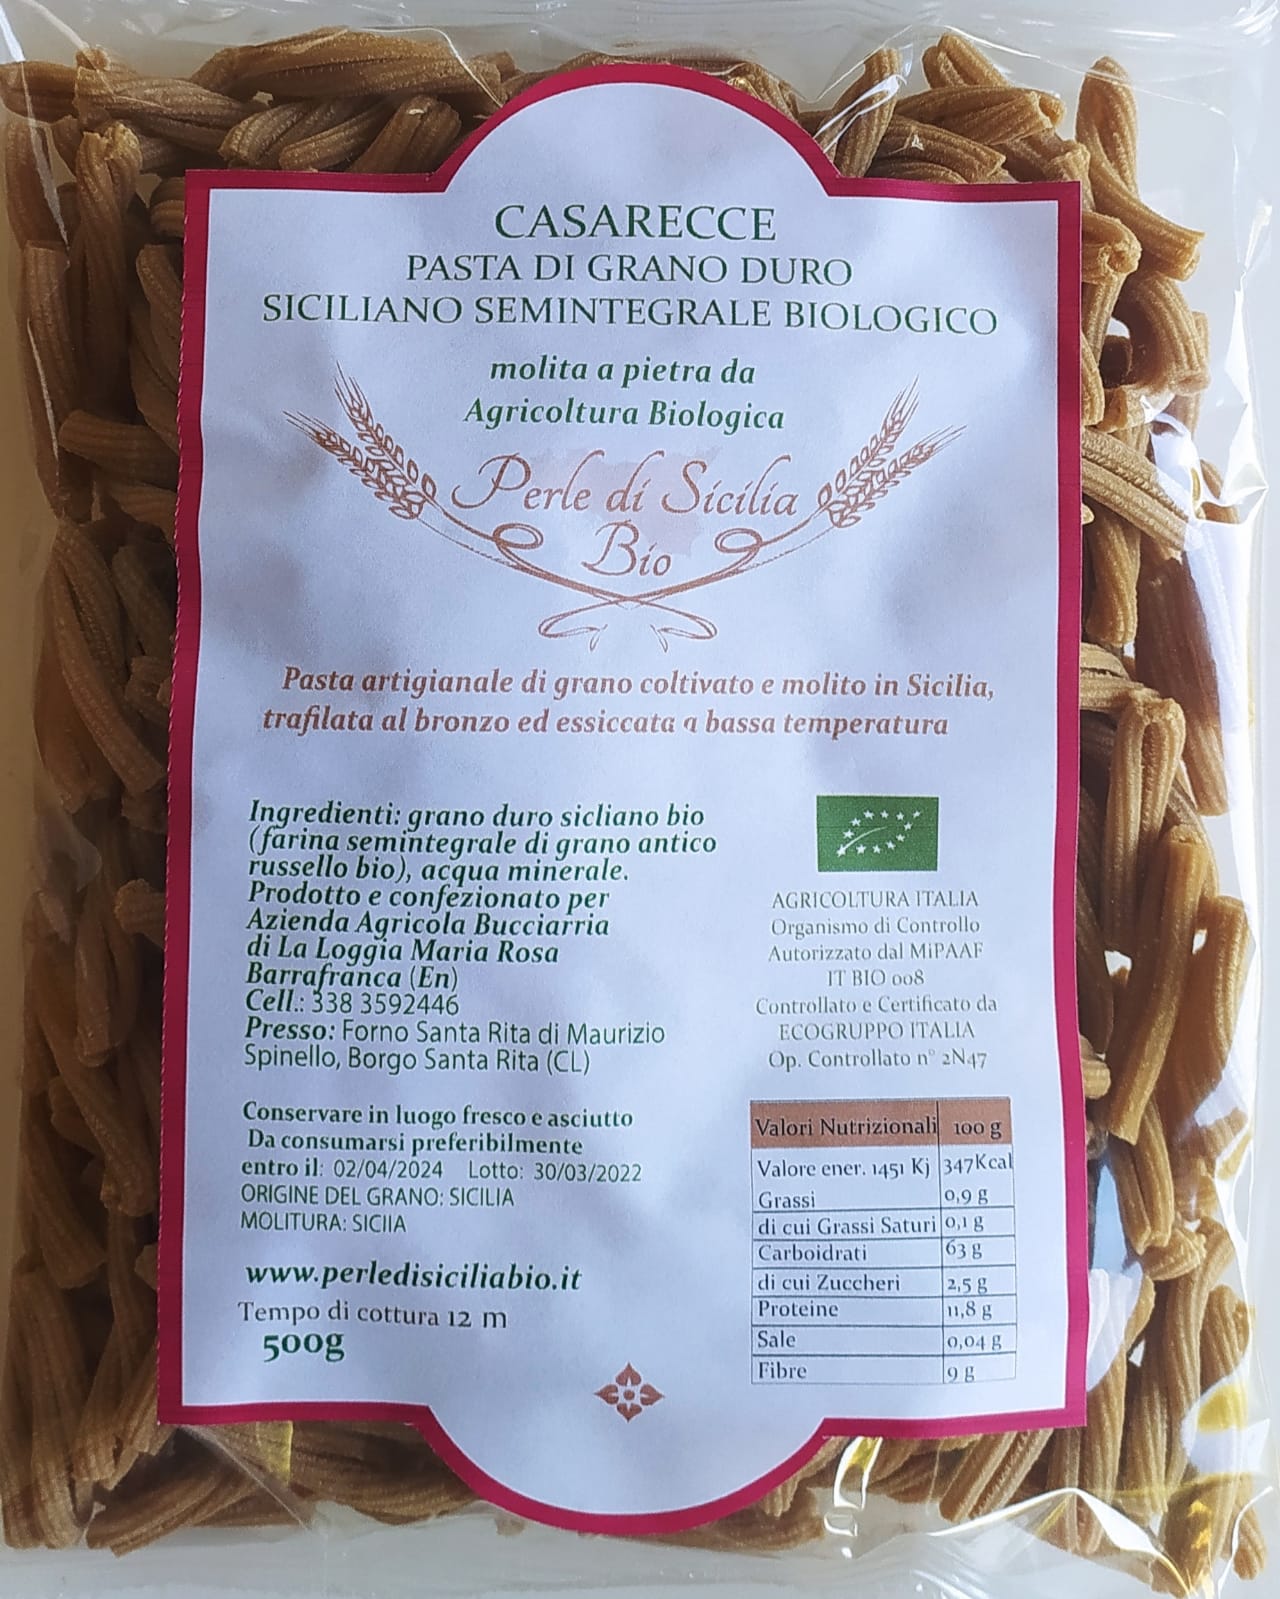 CASARECCE
PASTA DI GRANO DURO
SICILIANO SEMINTEGRALE BIOLOGICO
molita a pietra da
Agricoltura Biologica
Perle di Sicilia
Bio
Pasta artigianale di grano coltivato e molito in Sicilia,
trafilata al bronzo ed essiccata a bassa temperatura
Ingredienti: grano duro sicliano bio
(farina semintegrale di grano antico
russello bio), acqua minerale.
Prodotto e confezionato per
Azienda Agricola Bucciarria
di La Loggia Maria Rosa
Barrafranca (En)
Cell.: 338 3592446
Presso: Forno Santa Rita di Maurizio
Spinello, Borgo Santa Rita (CL)
Conservare in luogo fresco e asciutto
Da consumarsi preferibilmente
entro il: 02/04/2024 Lotto: 30/03/2022
ORIGINE DEL GRANO: SICILIA
MOLITURA: SICIIA
www.perledisiciliabio.it
Tempo di cottura 12 m
500g
AGRICOLTURA ITALIA
Organismo di Controllo
Autorizzato dal MiPAAF
IT BIO 008
Controllato e Certificato da
ECOGRUPPO ITALIA
Op. Controllato n° 2N47
Valori Nutrizionali 100 g
Valore ener. 1451 Kj 347Kcal
Grassi 0,9 g
di cui Grassi Saturi 0,1 g
Carboidrati 63 g
di cui Zuccheri 2,5 g
Proteine 11,8 g
Sale 0,04 g
Fibre 9 g